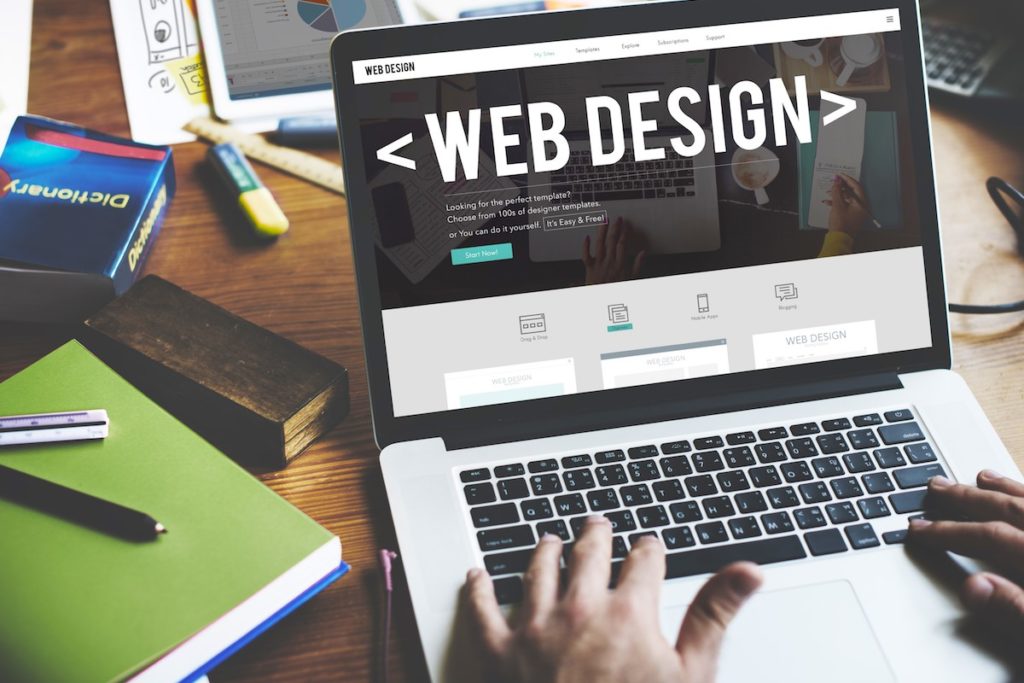 WEB DESIGN
My Sites Templates Explore Subscriptions Support
<WEB DESIGN>
Looking for the perfect template?
Choose from 100s of designer templates.
or You can do it yourself. It's Easy & Free!
Start Now!
Drag & Drop
Mobile Apps
Blogging
WEB DESIGN
WEB DESIGN
WEB DESIGN
Dictionary
Dictionary